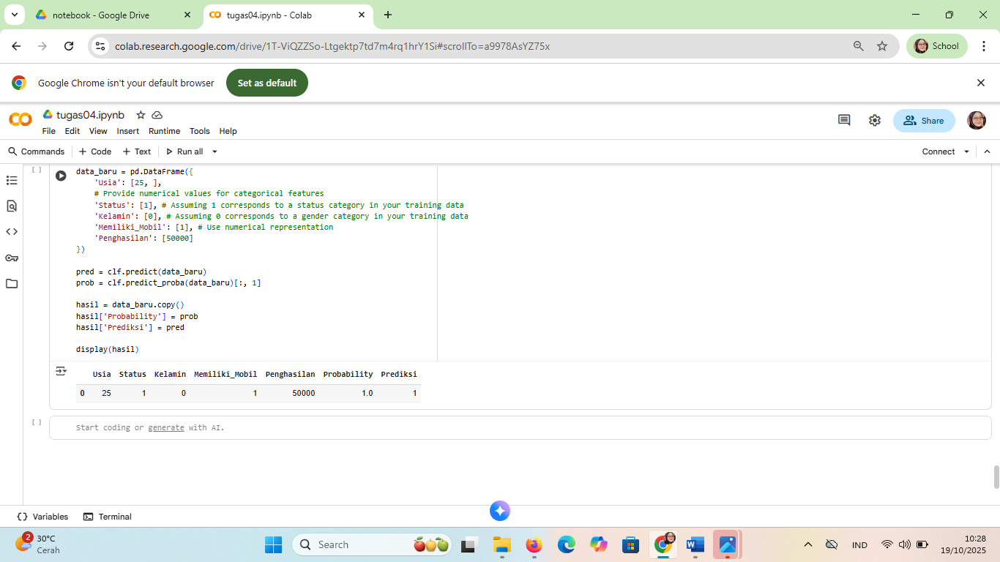 notebook - Google Drive
tugas04.ipynb - Colab
colab.research.google.com/drive/1T-ViQZZSo-Ltgektp7td7m4rq1hrY1Si#scrollTo=a9978AsYZ75x
School
Google Chrome isn't your default browser
Set as default
CO
tugas04.ipynb
Share
File Edit View Insert Runtime Tools Help
Commands + Code + Text Run all
Connect
[ ]
data_baru = pd.DataFrame({
'Usia': [25, ],
# Provide numerical values for categorical features
'Status': [1], # Assuming 1 corresponds to a status category in your training data
'Kelamin': [0], # Assuming 0 corresponds to a gender category in your training data
'Memiliki_Mobil': [1], # Use numerical representation
'Penghasilan': [50000]
})
pred = clf.predict(data_baru)
prob = clf.predict_proba(data_baru)[:, 1]
hasil = data_baru.copy()
hasil['Probability'] = prob
hasil['Prediksi'] = pred
display(hasil)
Usia Status Kelamin Memiliki_Mobil Penghasilan Probability Prediksi
0 25 1 0 1 50000 1.0 1
[ ]
Start coding or generate with AI.
{} Variables Terminal
2
30°C
Cerah
Search
IND
10:28
19/10/2025